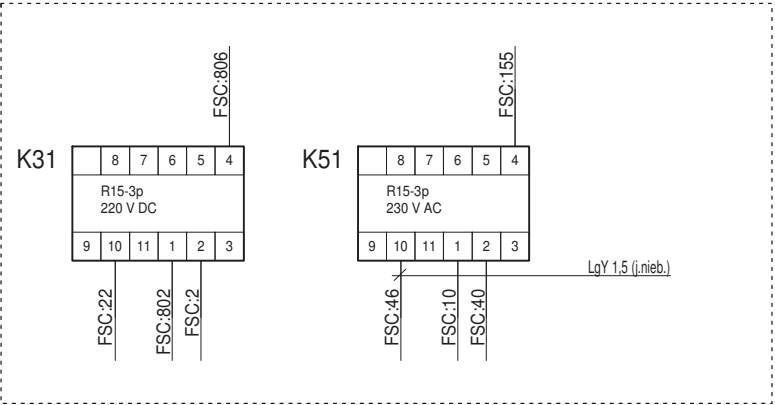 FSC:806
FSC:155
K31
8 7 6 5 4
R15-3p
220 V DC
9 10 11 1 2 3
K51
8 7 6 5 4
R15-3p
230 V AC
9 10 11 1 2 3
LgY 1,5 (j.nieb.)
FSC:22
FSC:802
FSC:2
FSC:46
FSC:10
FSC:40